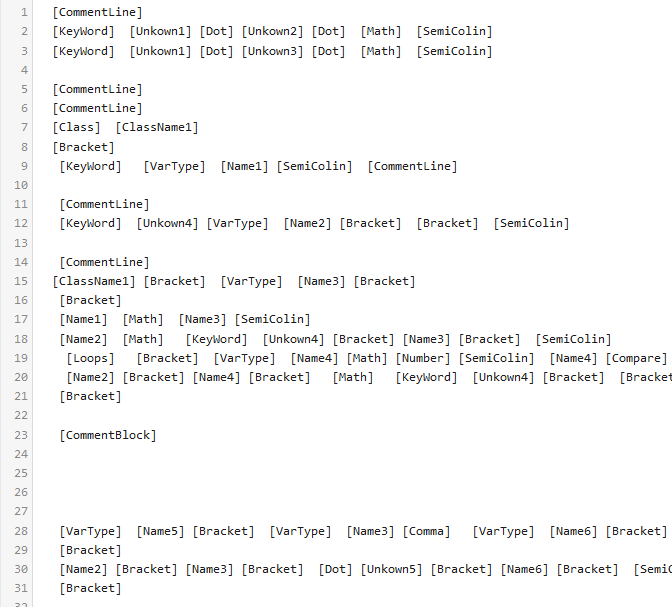 1 [CommentLine]
2 [KeyWord] [Unkown1] [Dot] [Unkown2] [Dot] [Math] [SemiColin]
3 [KeyWord] [Unkown1] [Dot] [Unkown3] [Dot] [Math] [SemiColin]
4
5 [CommentLine]
6 [CommentLine]
7 [Class] [ClassName1]
8 [Bracket]
9 [KeyWord] [VarType] [Name1] [SemiColin] [CommentLine]
10
11 [CommentLine]
12 [KeyWord] [Unkown4] [VarType] [Name2] [Bracket] [Bracket] [SemiColin]
13
14 [CommentLine]
15 [ClassName1] [Bracket] [VarType] [Name3] [Bracket]
16 [Bracket]
17 [Name1] [Math] [Name3] [SemiColin]
18 [Name2] [Math] [KeyWord] [Unkown4] [Bracket] [Name3] [Bracket] [SemiColin]
19 [Loops] [Bracket] [VarType] [Name4] [Math] [Number] [SemiColin] [Name4] [Compare]
20 [Name2] [Bracket] [Name4] [Bracket] [Math] [KeyWord] [Unkown4] [Bracket] [Bracket
21 [Bracket]
22
23 [CommentBlock]
24
25
26
27
28 [VarType] [Name5] [Bracket] [VarType] [Name3] [Comma] [VarType] [Name6] [Bracket]
29 [Bracket]
30 [Name2] [Bracket] [Name3] [Bracket] [Dot] [Unkown5] [Bracket] [Name6] [Bracket] [Semi
31 [Bracket]